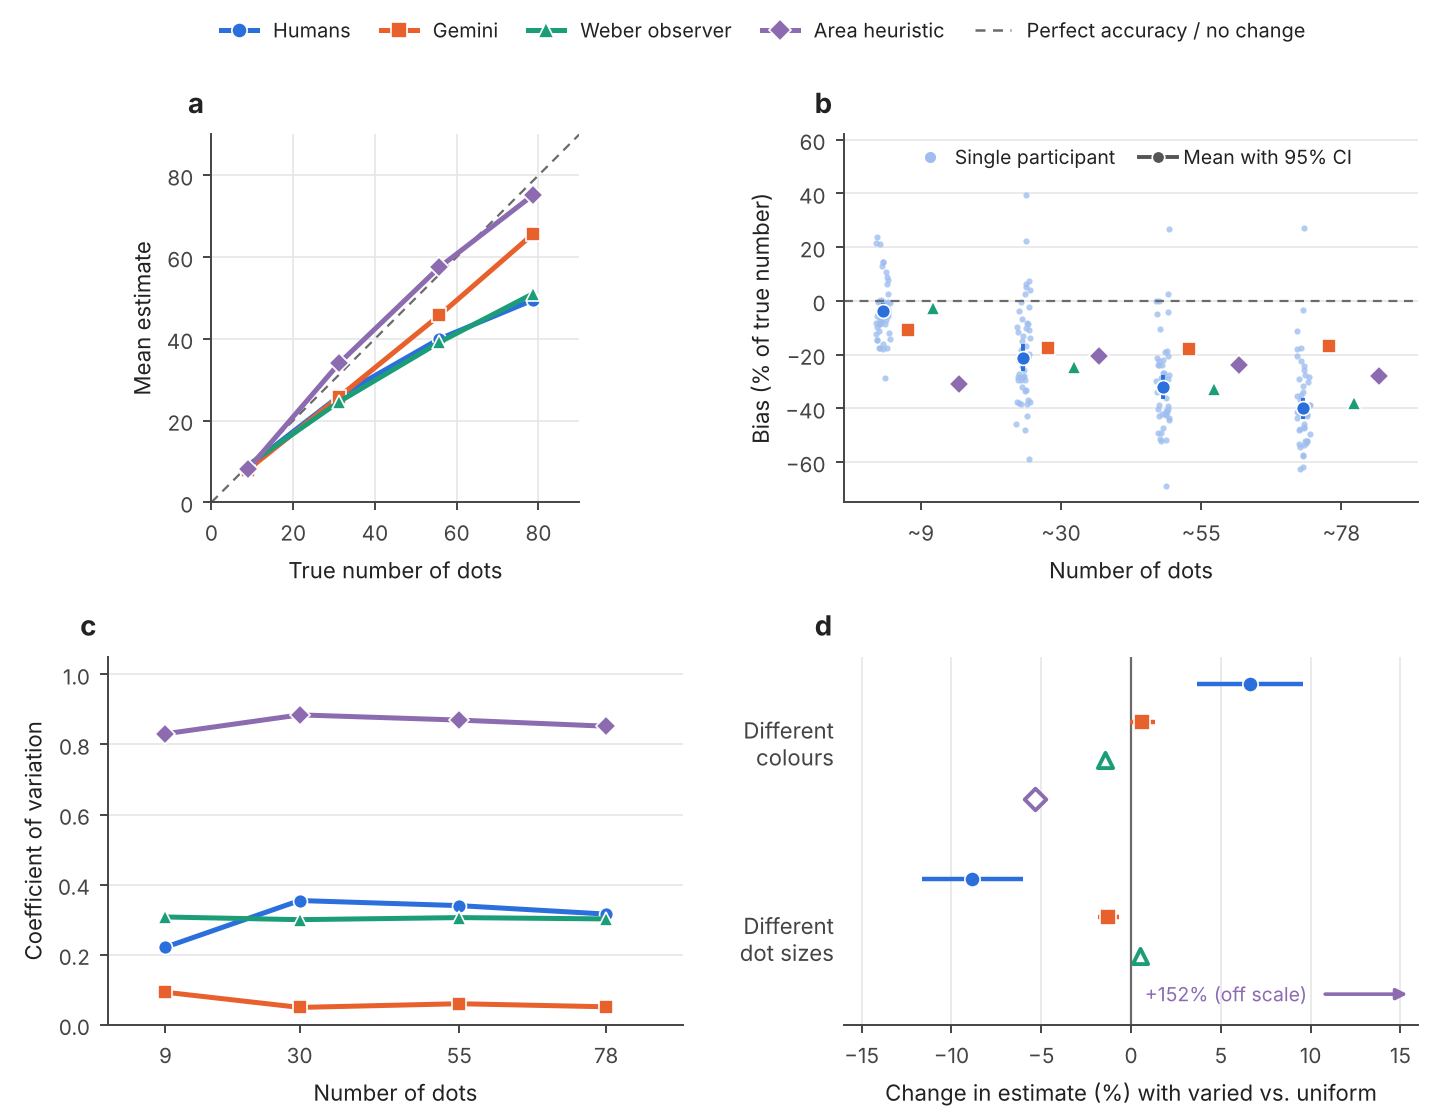 Humans Gemini Weber observer Area heuristic Perfect accuracy / no change
a
Mean estimate
80
60
40
20
0
0 20 40 60 80
True number of dots
b
Single participant Mean with 95% CI
Bias (% of true number)
60
40
20
0
−20
−40
−60
~9 ~30 ~55 ~78
Number of dots
c
Coefficient of variation
1.0
0.8
0.6
0.4
0.2
0.0
9 30 55 78
Number of dots
d
Different
colours
Different
dot sizes
+152% (off scale)
−15 −10 −5 0 5 10 15
Change in estimate (%) with varied vs. uniform